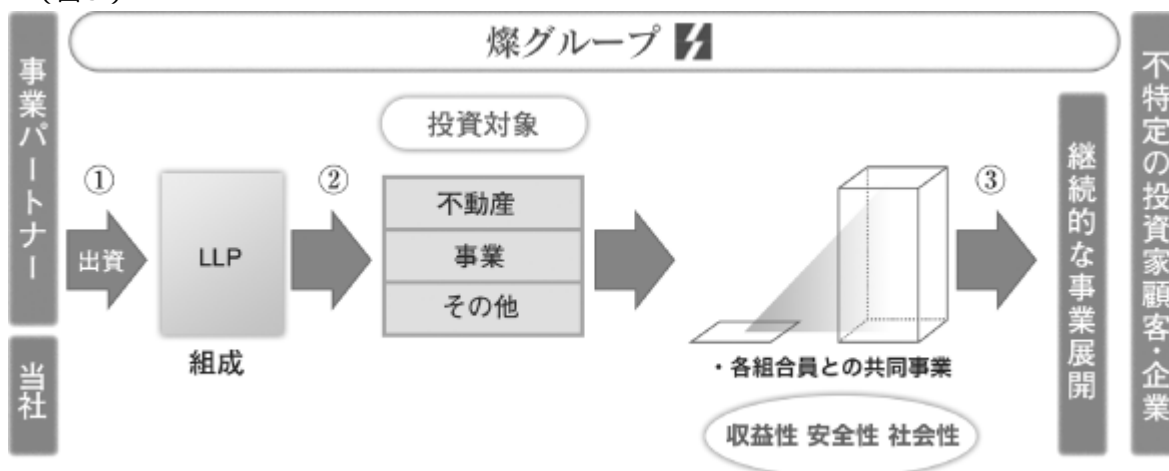 燦グループ
事業パートナー
当社
①
出資
LLP
組成
②
投資対象
不動産
事業
その他
・各組合員との共同事業
収益性 安全性 社会性
③
継続的な事業展開
不特定の投資家顧客・企業